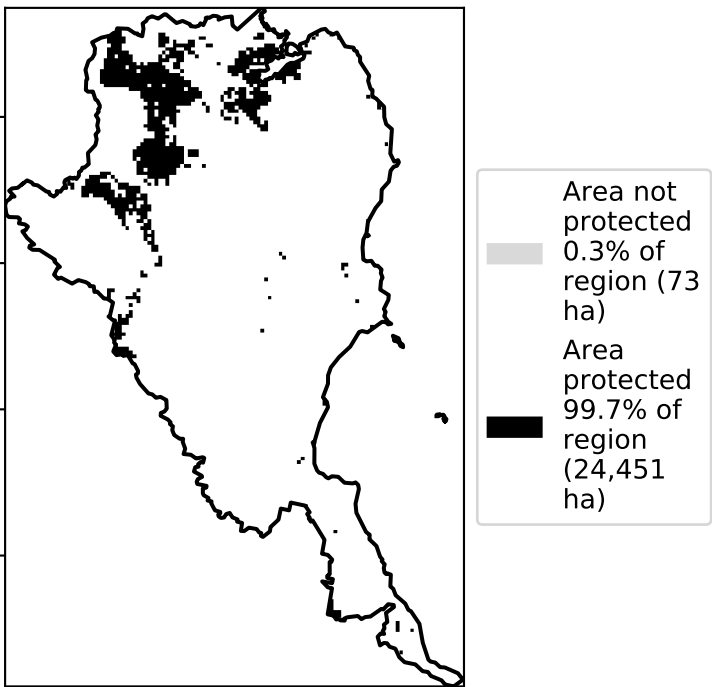 Area not
protected
0.3% of
region (73
ha)
Area
protected
99.7% of
region
(24,451
ha)